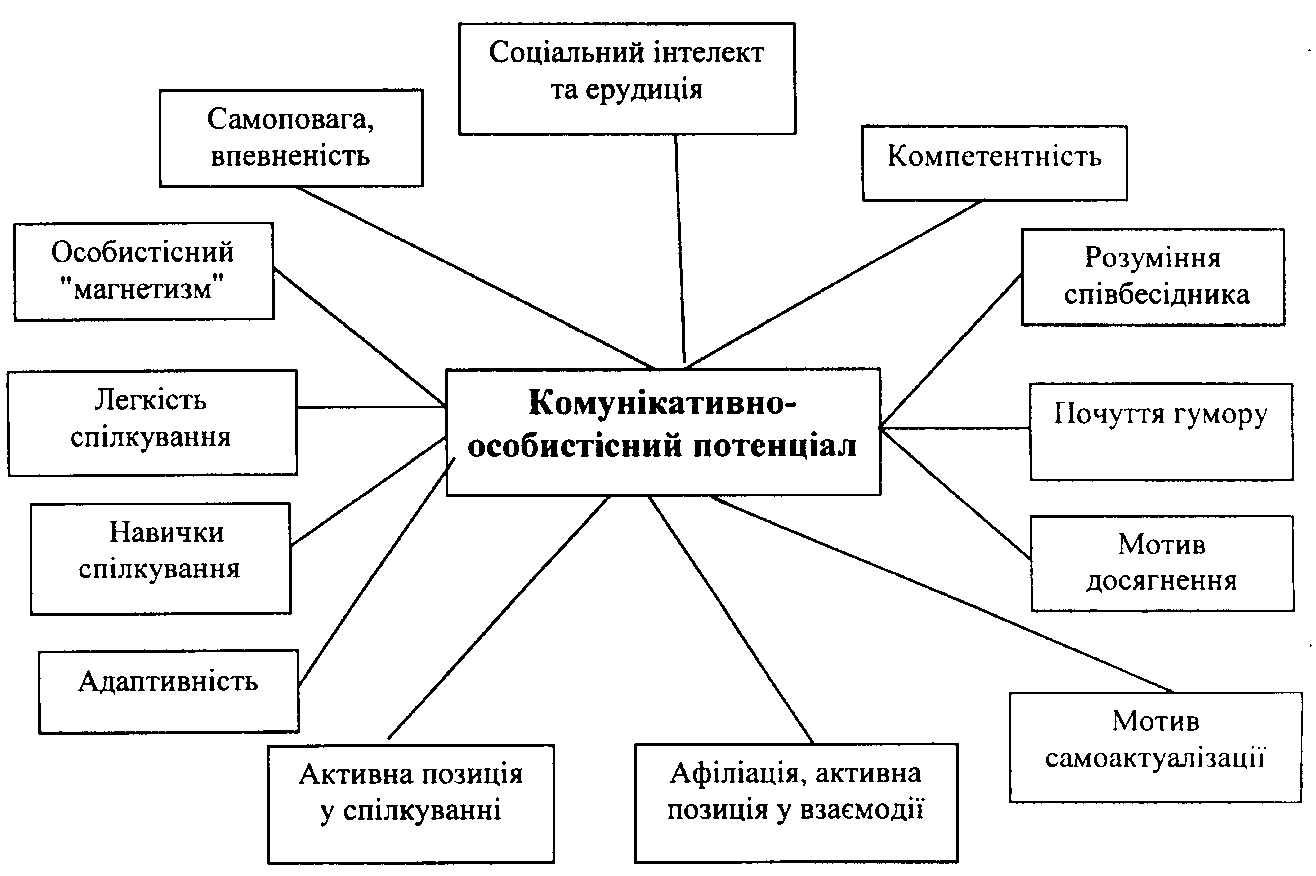 Соціальний інтелект
та ерудиція
Самоповага,
впевненість
Компетентність
Особистісний
"магнетизм"
Розуміння
співбесідника
Легкість
спілкування
Комунікативно-
особистісний потенціал
Почуття гумору
Навички
спілкування
Мотив
досягнення
Адаптивність
Мотив
самоактуалізації
Активна позиція
у спілкуванні
Афіліація, активна
позиція у взаємодії